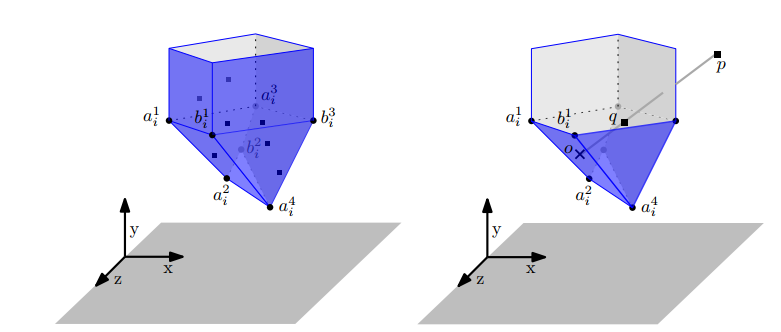 a_i^3
a_i^1 b_i^1 b_i^3
b_i^2
a_i^2
a_i^4
y
x
z
p
a_i^1 b_i^1 q
o
a_i^2
a_i^4
y
x
z